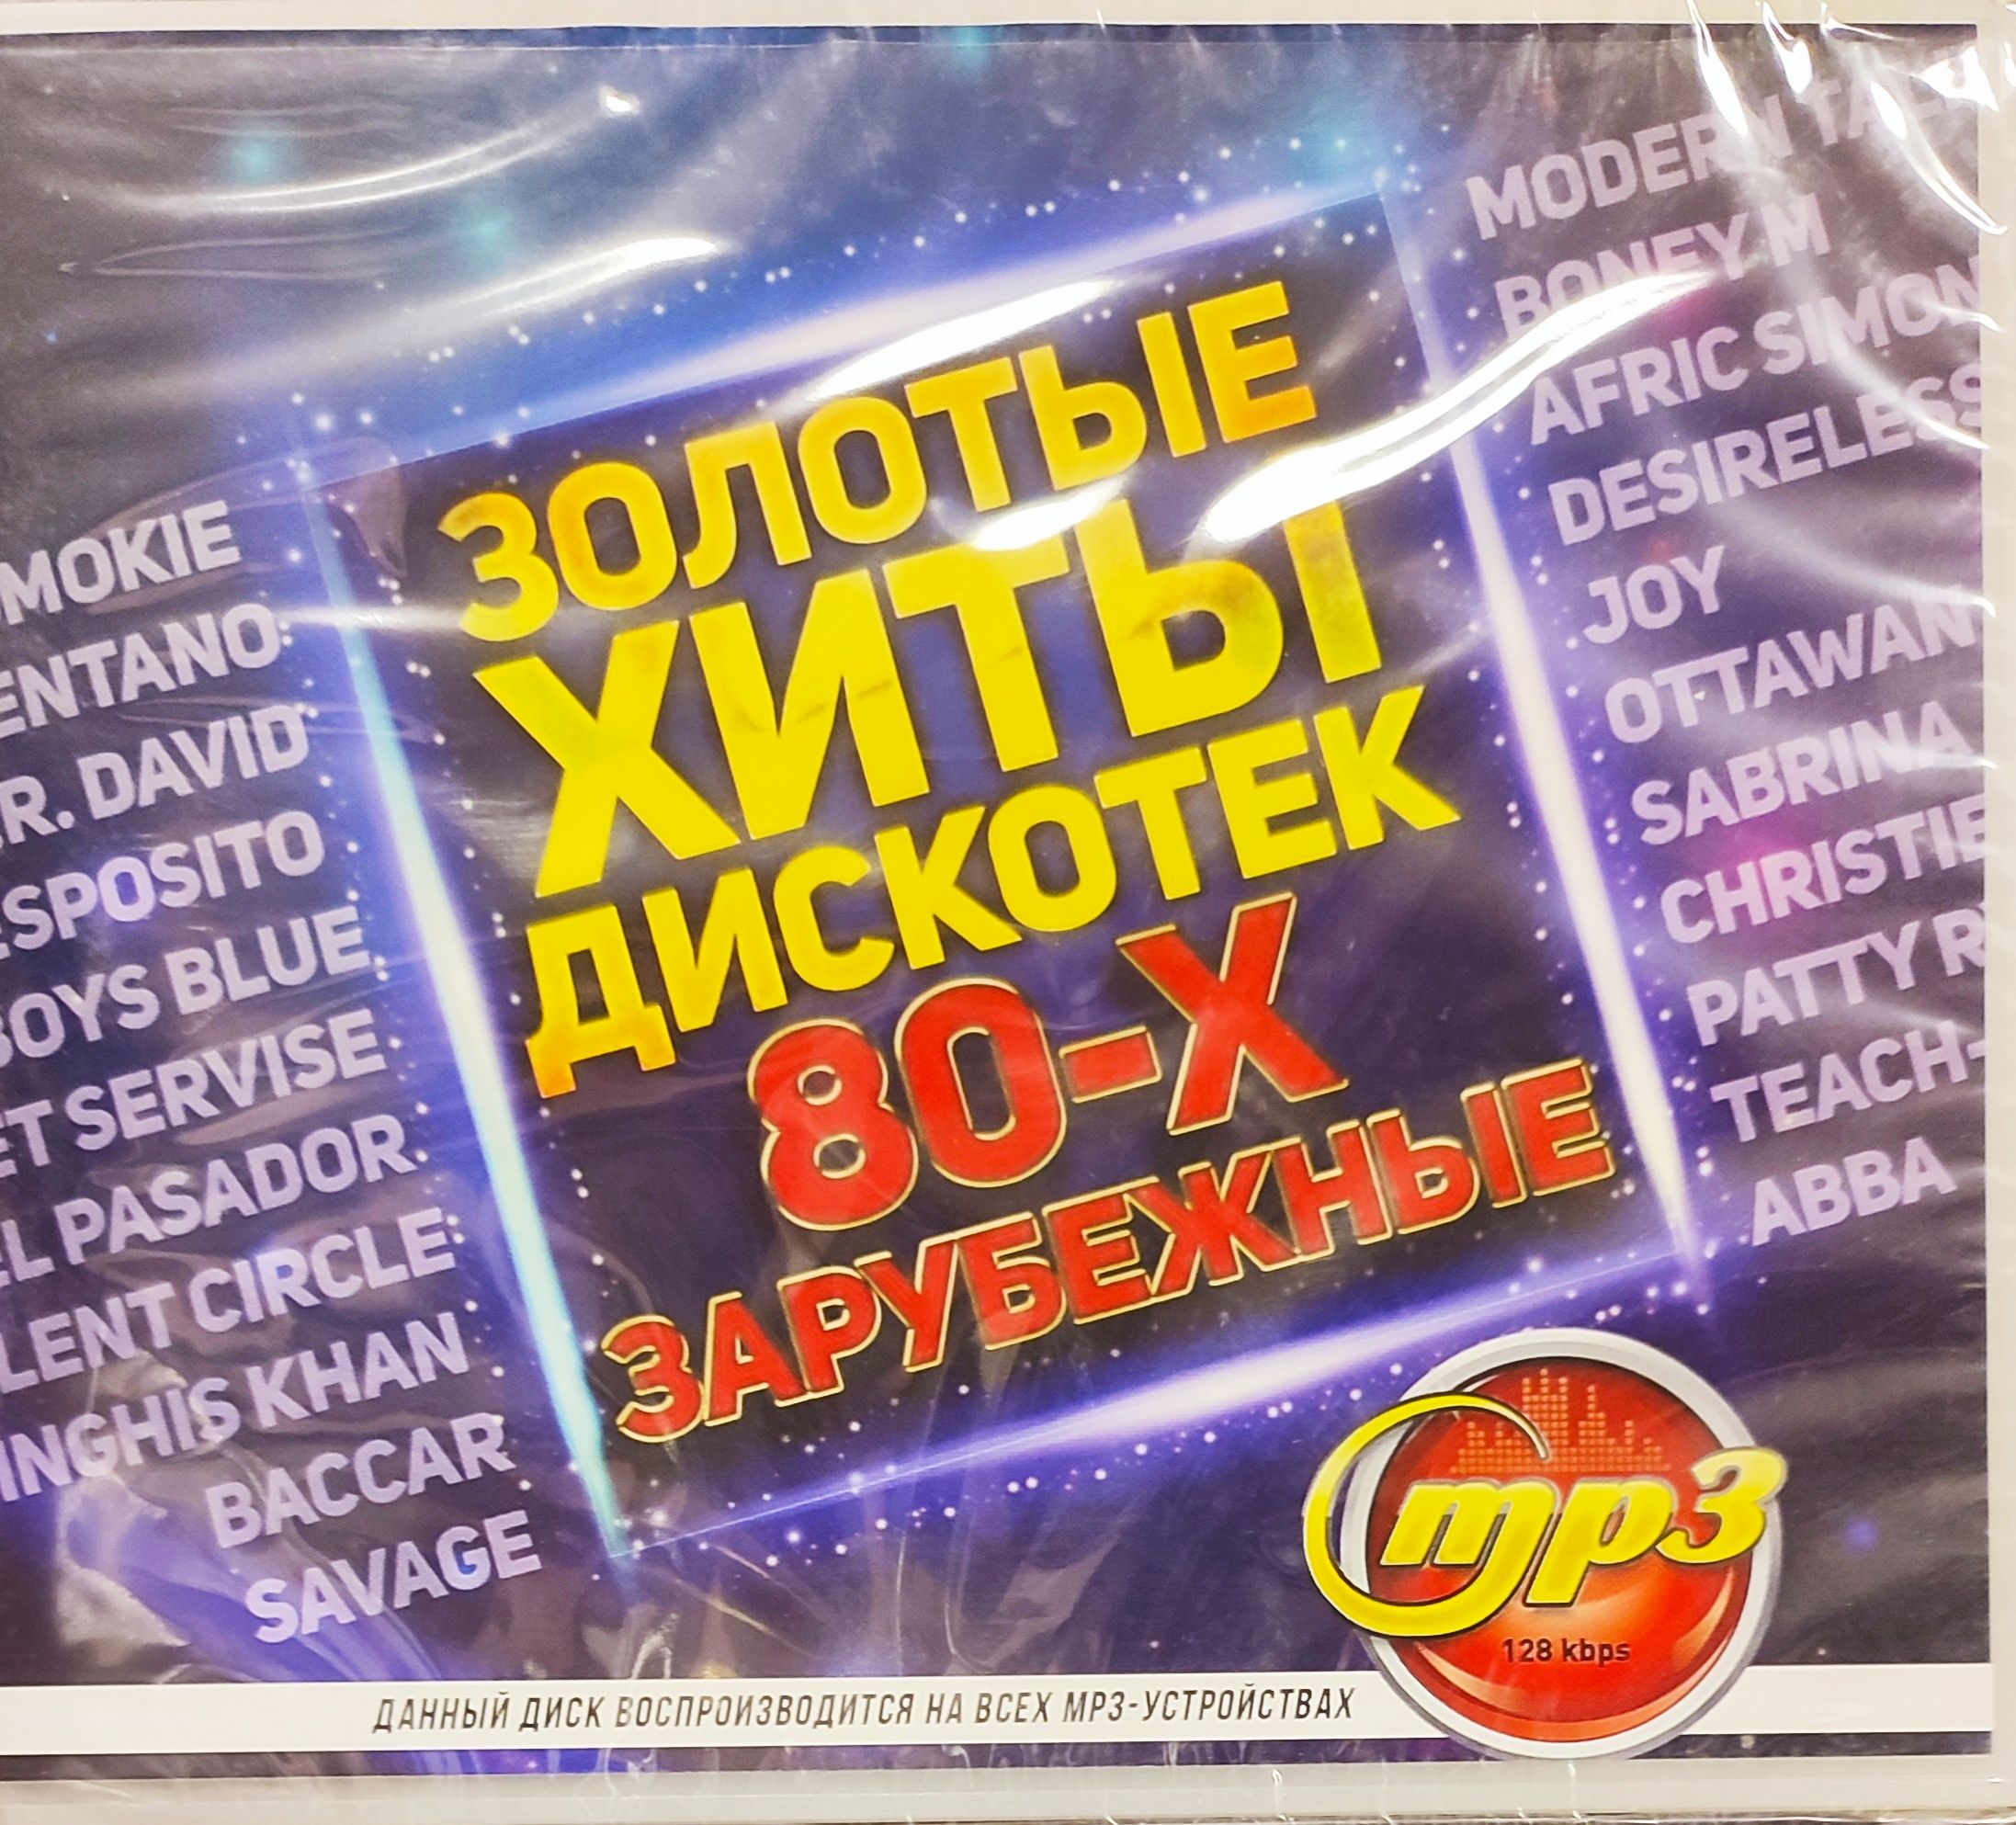 ЗОЛОТЫЕ
ХИТЫ
ДИСКОТЕК
80-Х
ЗАРУБЕЖНЫЕ
MOKIE
ENTANO
R. DAVID
SPOSITO
BOYS BLUE
ET SERVISE
EL PASADOR
LENT CIRCLE
INGHIS KHAN
BACCAR
SAVAGE
MODERN
BONEY M
AFRIC SIMON
DESIRELESS
JOY
OTTAWAN
SABRINA
CHRISTIE
PATTY R
TEACH-
ABBA
mp3
128 kbps
ДАННЫЙ ДИСК ВОСПРОИЗВОДИТСЯ НА ВСЕХ MP3-УСТРОЙСТВАХ